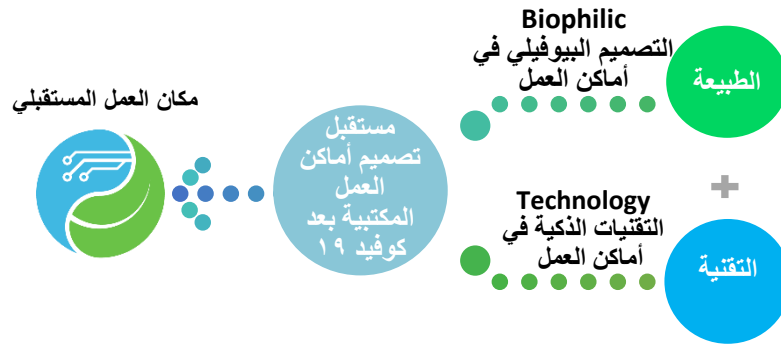 الطبيعة
Biophilic
التصميم البيوفيلي في
أماكن العمل
+
التقنية
Technology
التقنيات الذكية في
أماكن العمل
مستقبل
تصميم أماكن
العمل
المكتبية بعد
كوفيد ١٩
مكان العمل المستقبلي